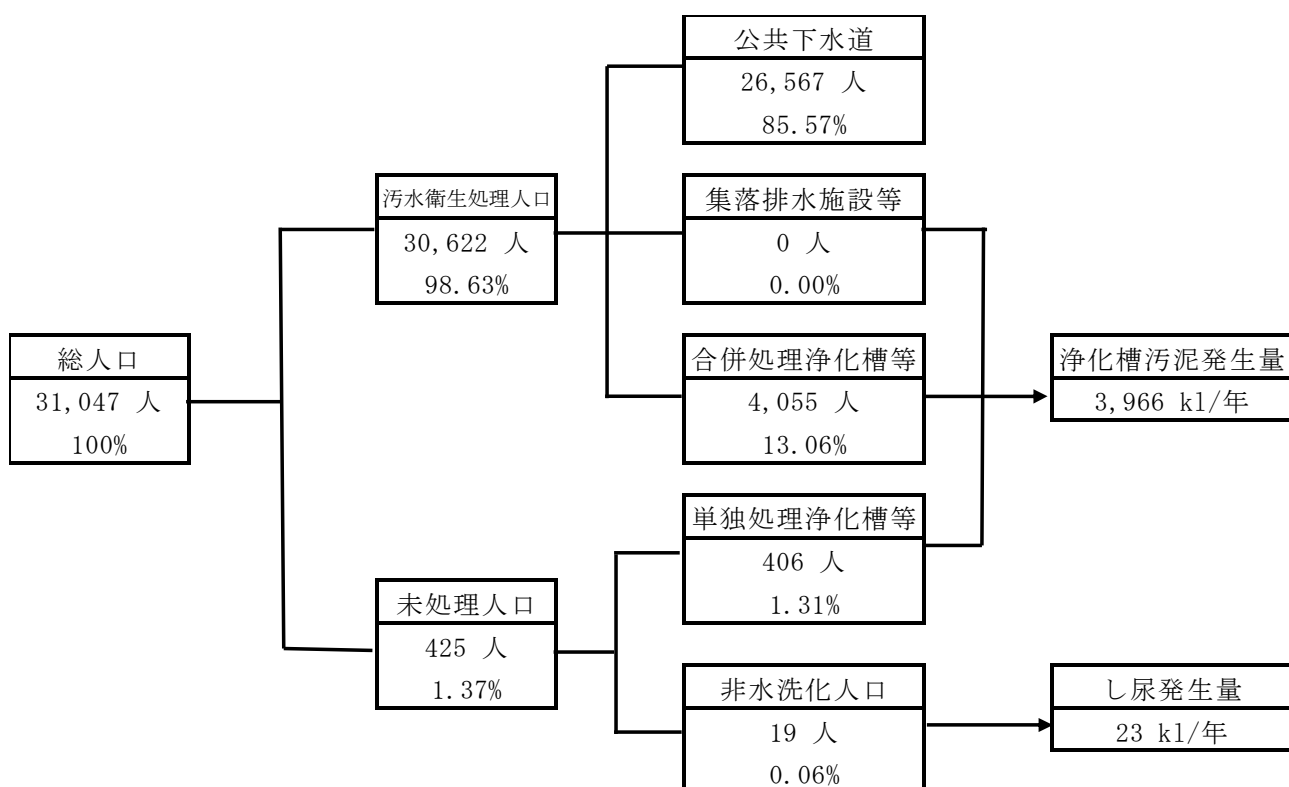 総人口
31,047 人
100%
汚水衛生処理人口
30,622 人
98.63%
未処理人口
425 人
1.37%
公共下水道
26,567 人
85.57%
集落排水施設等
0 人
0.00%
合併処理浄化槽等
4,055 人
13.06%
単独処理浄化槽等
406 人
1.31%
非水洗化人口
19 人
0.06%
浄化槽汚泥発生量
3,966 kl/年
し尿発生量
23 kl/年